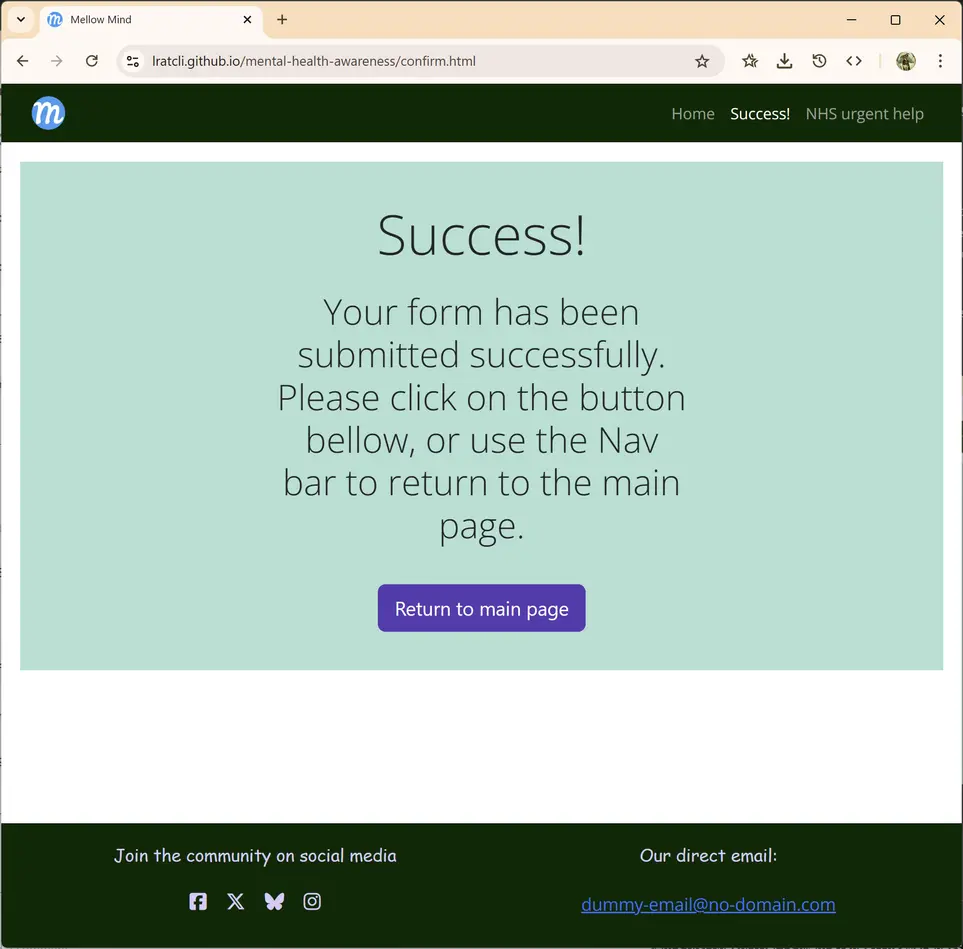 Mellow Mind
lratcli.github.io/mental-health-awareness/confirm.html
m
Home Success! NHS urgent help
Success!
Your form has been
submitted successfully.
Please click on the button
bellow, or use the Nav
bar to return to the main
page.
Return to main page
Join the community on social media
Our direct email:
dummy-email@no-domain.com